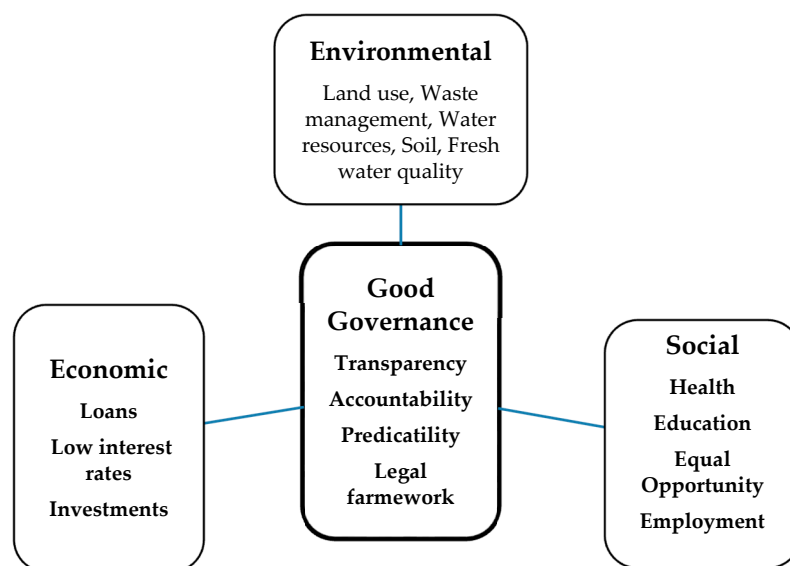 Environmental
Land use, Waste
management, Water
resources, Soil, Fresh
water quality
Good
Governance
Transparency
Accountability
Predicatility
Legal
farmework
Economic
Loans
Low interest
rates
Investments
Social
Health
Education
Equal
Opportunity
Employment